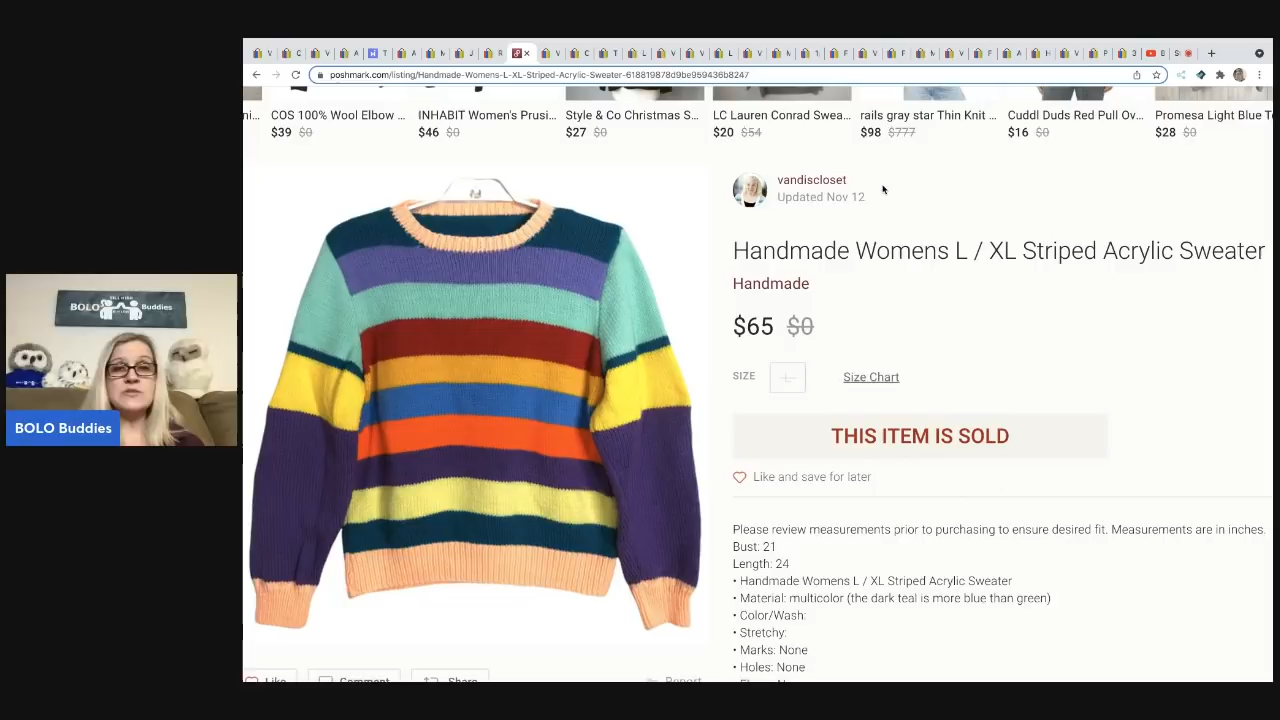 poshmark.com/listing/Handmade-Womens-L-XL-Striped-Acrylic-Sweater-618819878d9be959436b8247
COS 100% Wool Elbow ...
$39 $0
INHABIT Women's Prusi...
$46 $0
Style & Co Christmas S...
$27 $0
LC Lauren Conrad Swea...
$20 $54
rails gray star Thin Knit ...
$98 $777
Cuddl Duds Red Pull Ov...
$16 $0
Promesa Light Blue T
$28 $0
vandiscloset
Updated Nov 12
Handmade Womens L / XL Striped Acrylic Sweater
Handmade
$65 $0
SIZE
Size Chart
THIS ITEM IS SOLD
Like and save for later
Please review measurements prior to purchasing to ensure desired fit. Measurements are in inches.
Bust: 21
Length: 24
• Handmade Womens L / XL Striped Acrylic Sweater
• Material: multicolor (the dark teal is more blue than green)
• Color/Wash:
• Stretchy:
• Marks: None
• Holes: None
Like
Comment
Share
Report
BOLO Buddies
BOLO Buddies